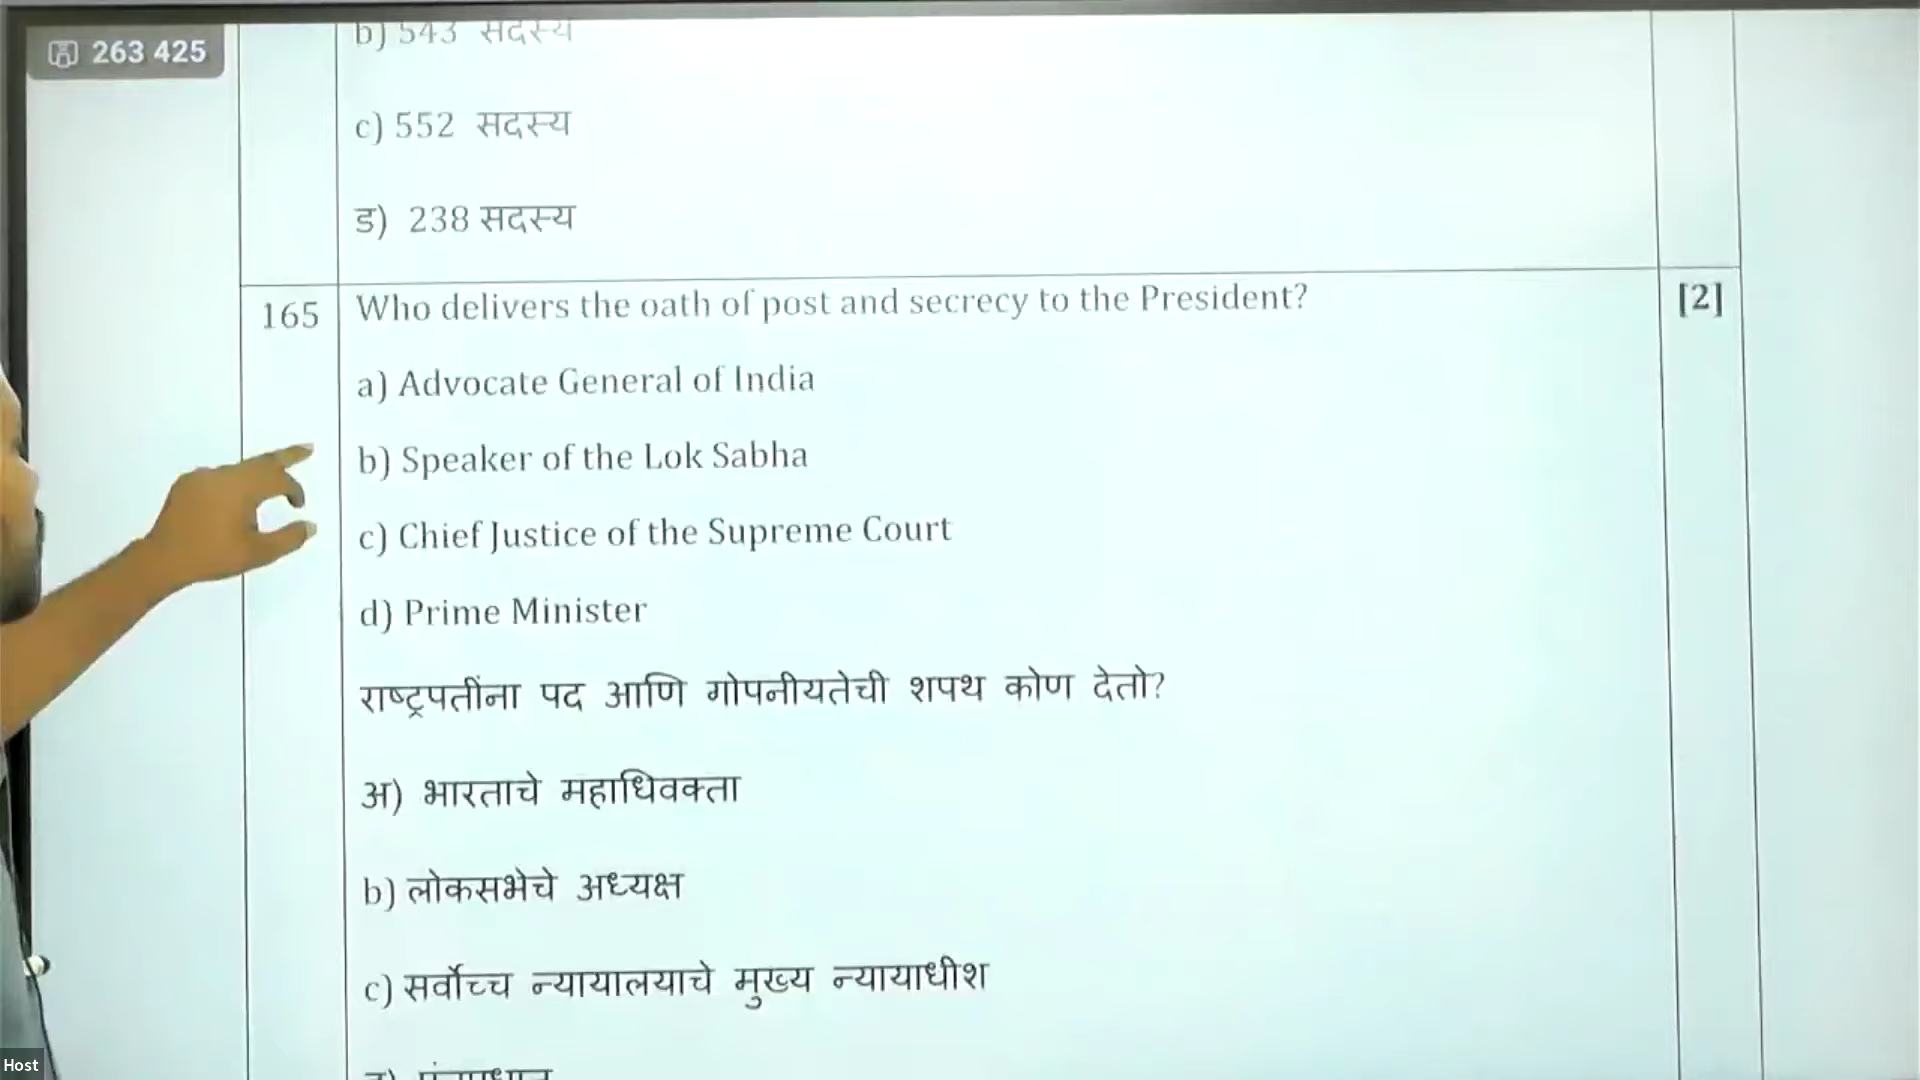 263 425
b) 543 सदस्य
c) 552 सदस्य
ड) 238 सदस्य
165 Who delivers the oath of post and secrecy to the President? [2]
a) Advocate General of India
b) Speaker of the Lok Sabha
c) Chief Justice of the Supreme Court
d) Prime Minister
राष्ट्रपतींना पद आणि गोपनीयतेची शपथ कोण देतो?
अ) भारताचे महाधिवक्ता
b) लोकसभेचे अध्यक्ष
c) सर्वोच्च न्यायालयाचे मुख्य न्यायाधीश
Host